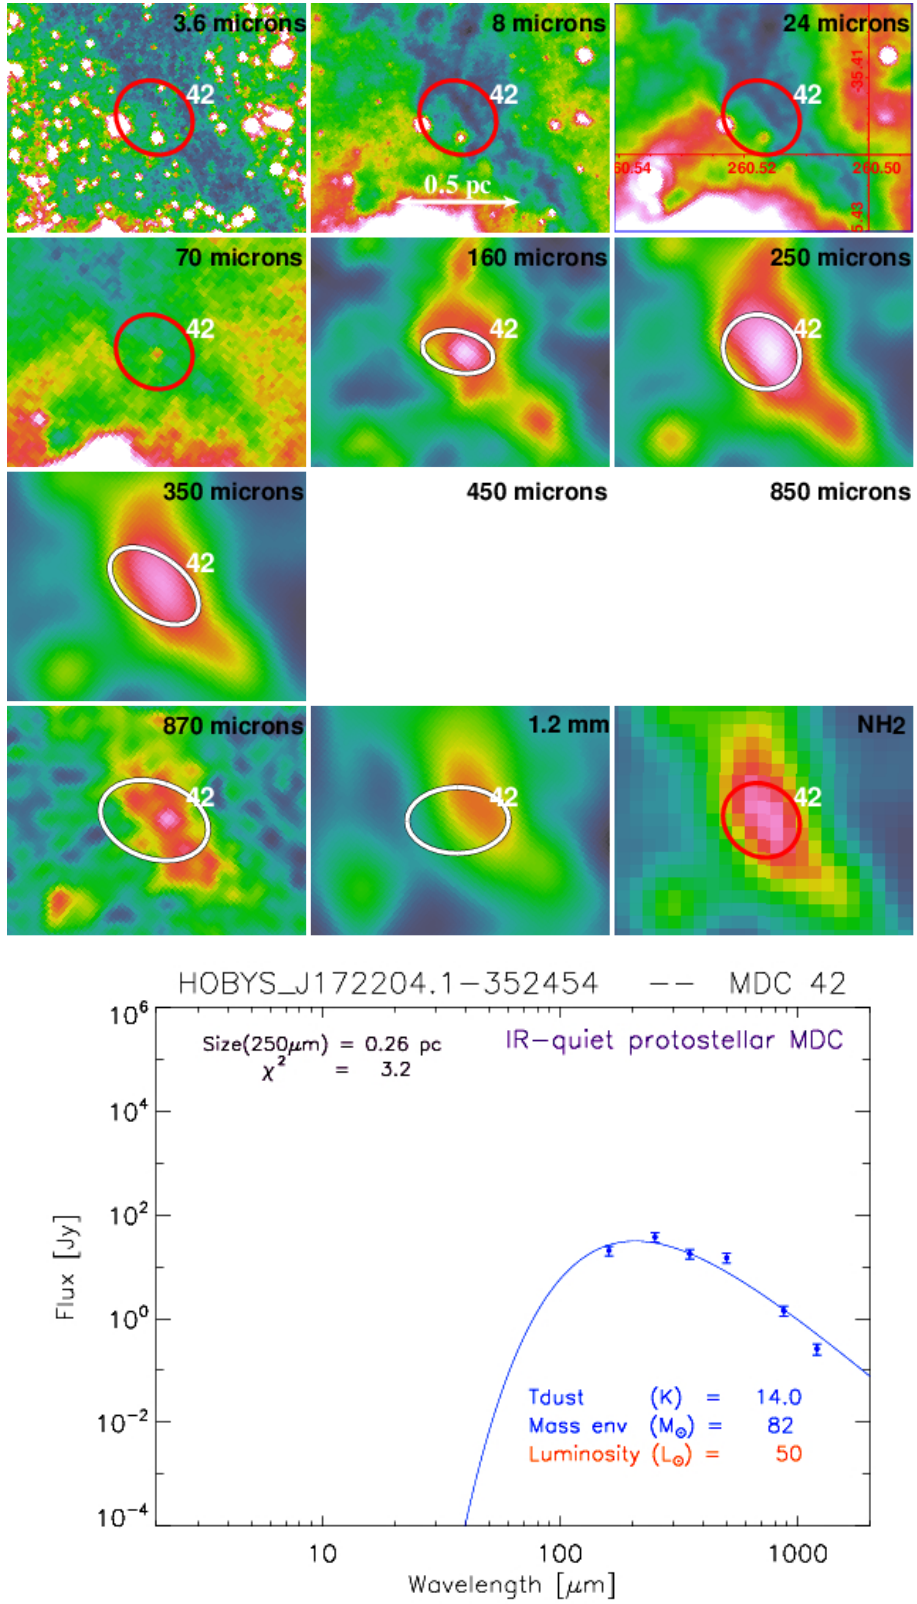 3.6 microns
42
8 microns
42
0.5 pc
24 microns
42
-35.41
60.54
260.52
260.50
5.43
70 microns
42
160 microns
42
250 microns
42
350 microns
42
450 microns
850 microns
870 microns
42
1.2 mm
42
NH2
42
HOBYS_J172204.1-352454 -- MDC 42
Size(250μm) = 0.26 pc
χ² = 3.2
IR-quiet protostellar MDC
10⁶
10⁴
10²
10⁰
10⁻²
10⁻⁴
Flux [Jy]
Tdust (K) = 14.0
Mass env (M⊙) = 82
Luminosity (L⊙) = 50
10
100
1000
Wavelength [μm]